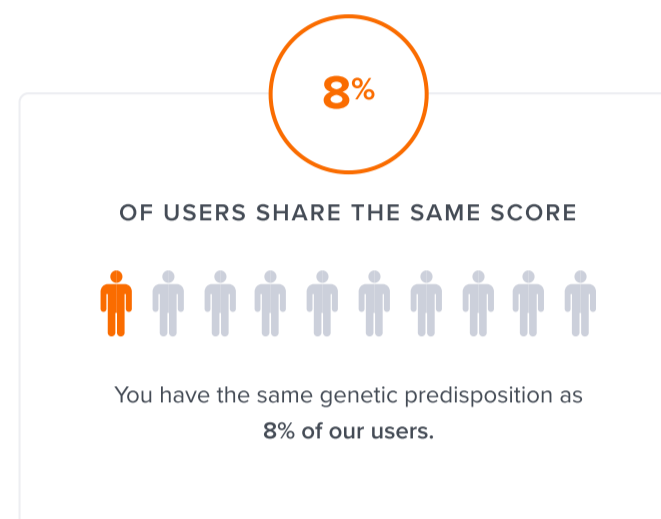 8%
OF USERS SHARE THE SAME SCORE
You have the same genetic predisposition as
8% of our users.